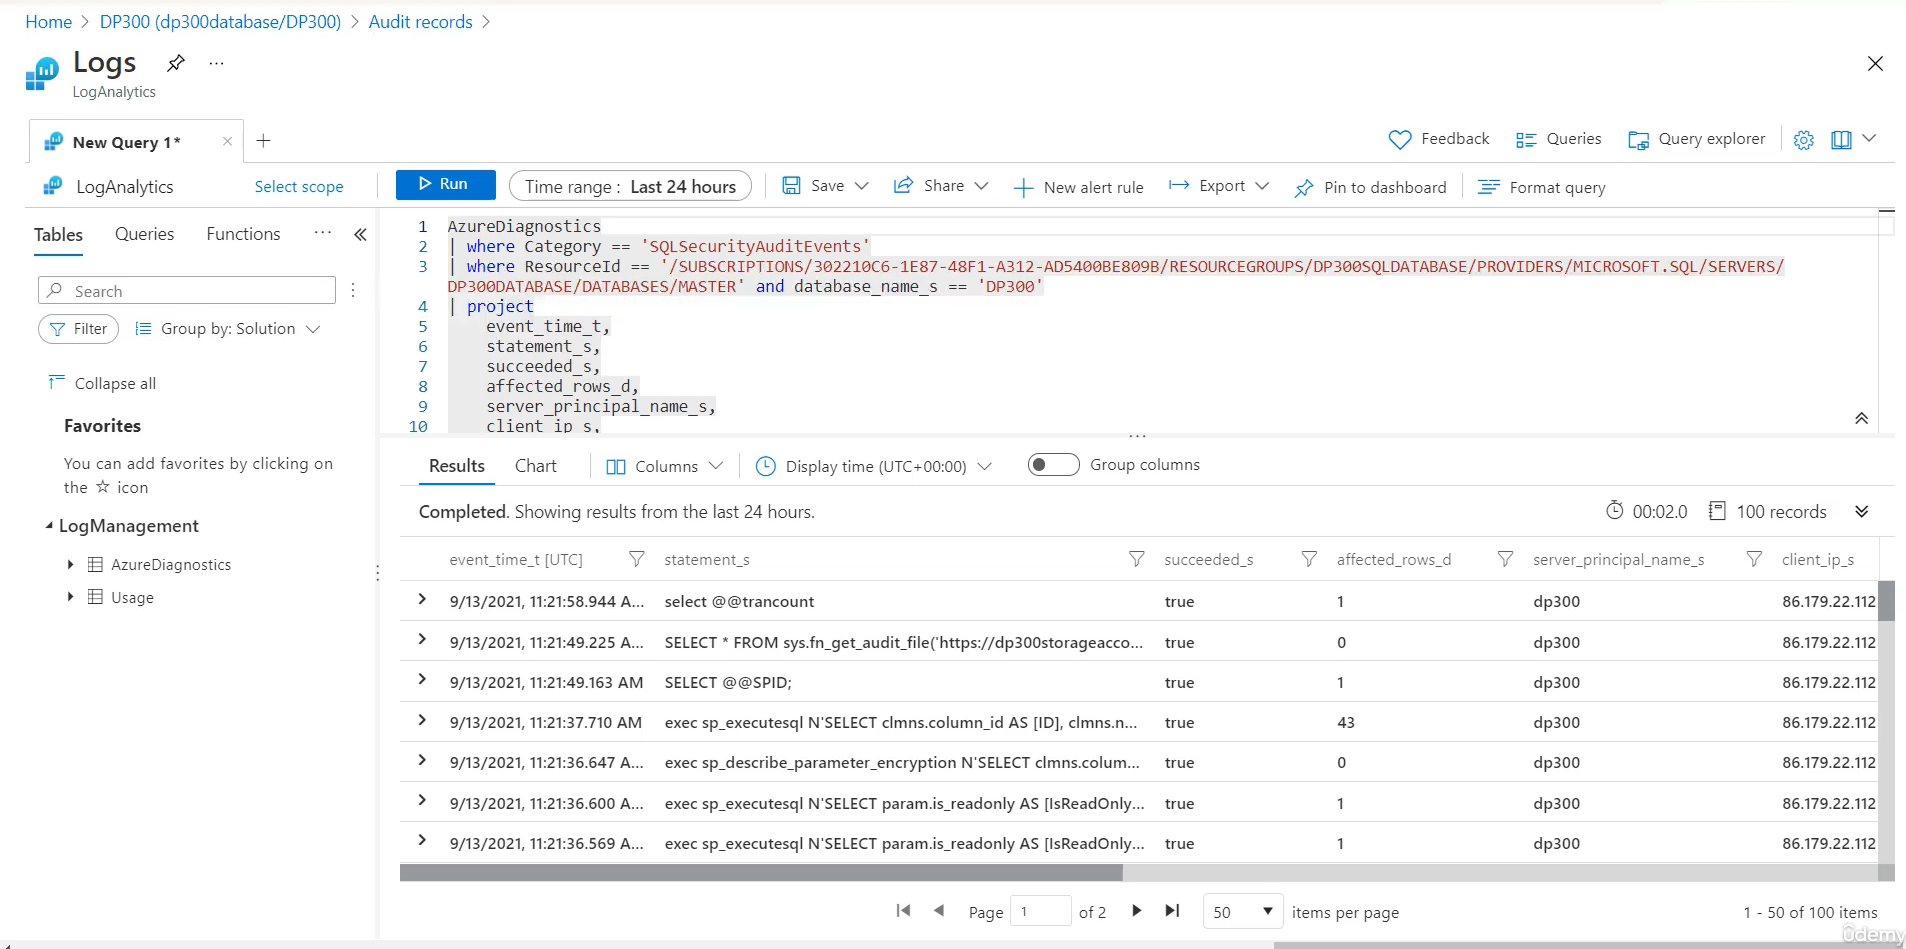 Home > DP300 (dp300database/DP300) > Audit records >
Logs ...
LogAnalytics
New Query 1*
Feedback Queries Query explorer
LogAnalytics Select scope Run Time range : Last 24 hours Save Share New alert rule Export Pin to dashboard Format query
Tables Queries Functions ...
Search
Filter Group by: Solution
Collapse all
Favorites
You can add favorites by clicking on
the ☆ icon
LogManagement
AzureDiagnostics
Usage
1 AzureDiagnostics
2 | where Category == 'SQLSecurityAuditEvents'
3 | where ResourceId == '/SUBSCRIPTIONS/302210C6-1E87-48F1-A312-AD5400BE809B/RESOURCEGROUPS/DP300SQLDATABASE/PROVIDERS/MICROSOFT.SQL/SERVERS/
DP300DATABASE/DATABASES/MASTER' and database_name_s == 'DP300'
4 | project
5 event_time_t,
6 statement_s,
7 succeeded_s,
8 affected_rows_d,
9 server_principal_name_s,
10 client_ip_s,
Results Chart Columns Display time (UTC+00:00) Group columns
Completed. Showing results from the last 24 hours. 00:02.0 100 records
event_time_t [UTC] statement_s succeeded_s affected_rows_d server_principal_name_s client_ip_s
9/13/2021, 11:21:58.944 A... select @@trancount true 1 dp300 86.179.22.112
9/13/2021, 11:21:49.225 A... SELECT * FROM sys.fn_get_audit_file('https://dp300storageacco... true 0 dp300 86.179.22.112
9/13/2021, 11:21:49.163 AM SELECT @@SPID; true 1 dp300 86.179.22.112
9/13/2021, 11:21:37.710 AM exec sp_executesql N'SELECT clmns.column_id AS [ID], clmns.n... true 43 dp300 86.179.22.112
9/13/2021, 11:21:36.647 A... exec sp_describe_parameter_encryption N'SELECT clmns.colum... true 0 dp300 86.179.22.112
9/13/2021, 11:21:36.600 A... exec sp_executesql N'SELECT param.is_readonly AS [IsReadOnly... true 1 dp300 86.179.22.112
9/13/2021, 11:21:36.569 A... exec sp_executesql N'SELECT param.is_readonly AS [IsReadOnly... true 1 dp300 86.179.22.112
Page 1 of 2 50 items per page 1 - 50 of 100 items
ûdemy